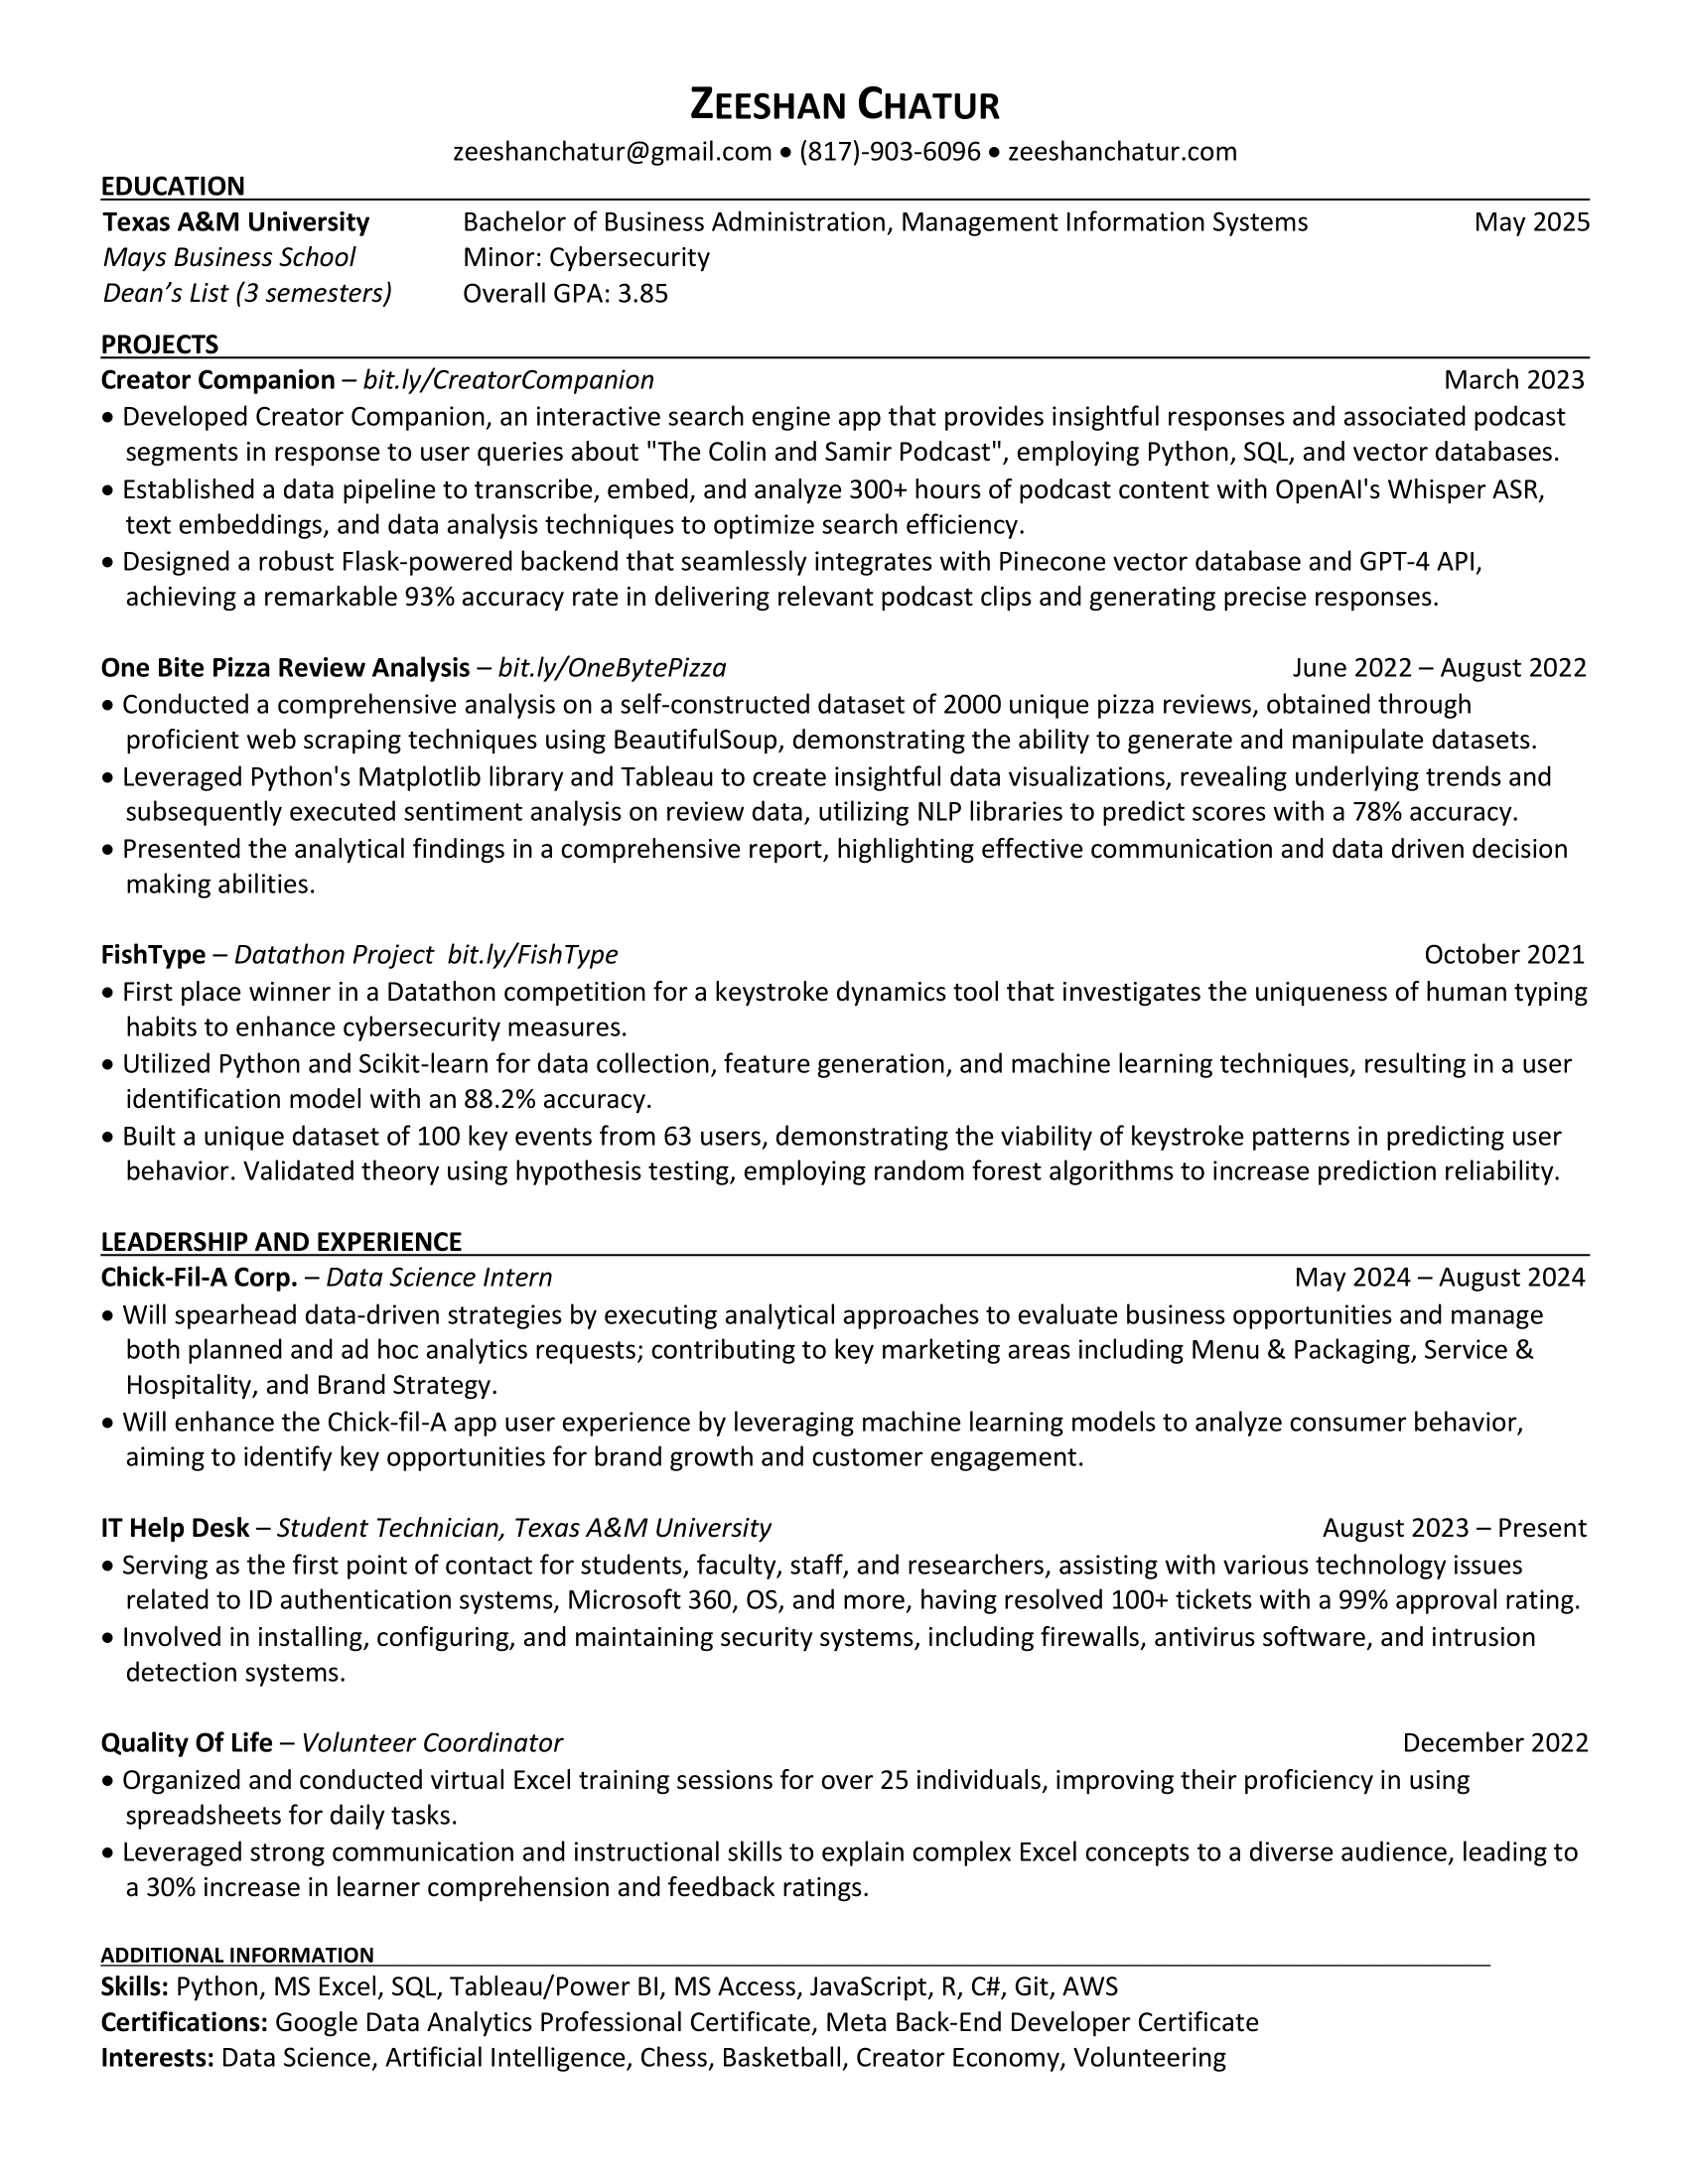 ZEESHAN CHATUR
zeeshanchatur@gmail.com • (817)-903-6096 • zeeshanchatur.com
EDUCATION
Texas A&M University Bachelor of Business Administration, Management Information Systems May 2025
Mays Business School Minor: Cybersecurity
Dean’s List (3 semesters) Overall GPA: 3.85
PROJECTS
Creator Companion – bit.ly/CreatorCompanion March 2023
• Developed Creator Companion, an interactive search engine app that provides insightful responses and associated podcast
segments in response to user queries about "The Colin and Samir Podcast", employing Python, SQL, and vector databases.
• Established a data pipeline to transcribe, embed, and analyze 300+ hours of podcast content with OpenAI's Whisper ASR,
text embeddings, and data analysis techniques to optimize search efficiency.
• Designed a robust Flask-powered backend that seamlessly integrates with Pinecone vector database and GPT-4 API,
achieving a remarkable 93% accuracy rate in delivering relevant podcast clips and generating precise responses.
One Bite Pizza Review Analysis – bit.ly/OneBytePizza June 2022 – August 2022
• Conducted a comprehensive analysis on a self-constructed dataset of 2000 unique pizza reviews, obtained through
proficient web scraping techniques using BeautifulSoup, demonstrating the ability to generate and manipulate datasets.
• Leveraged Python's Matplotlib library and Tableau to create insightful data visualizations, revealing underlying trends and
subsequently executed sentiment analysis on review data, utilizing NLP libraries to predict scores with a 78% accuracy.
• Presented the analytical findings in a comprehensive report, highlighting effective communication and data driven decision
making abilities.
FishType – Datathon Project bit.ly/FishType October 2021
• First place winner in a Datathon competition for a keystroke dynamics tool that investigates the uniqueness of human typing
habits to enhance cybersecurity measures.
• Utilized Python and Scikit-learn for data collection, feature generation, and machine learning techniques, resulting in a user
identification model with an 88.2% accuracy.
• Built a unique dataset of 100 key events from 63 users, demonstrating the viability of keystroke patterns in predicting user
behavior. Validated theory using hypothesis testing, employing random forest algorithms to increase prediction reliability.
LEADERSHIP AND EXPERIENCE
Chick-Fil-A Corp. – Data Science Intern May 2024 – August 2024
• Will spearhead data-driven strategies by executing analytical approaches to evaluate business opportunities and manage
both planned and ad hoc analytics requests; contributing to key marketing areas including Menu & Packaging, Service &
Hospitality, and Brand Strategy.
• Will enhance the Chick-fil-A app user experience by leveraging machine learning models to analyze consumer behavior,
aiming to identify key opportunities for brand growth and customer engagement.
IT Help Desk – Student Technician, Texas A&M University August 2023 – Present
• Serving as the first point of contact for students, faculty, staff, and researchers, assisting with various technology issues
related to ID authentication systems, Microsoft 360, OS, and more, having resolved 100+ tickets with a 99% approval rating.
• Involved in installing, configuring, and maintaining security systems, including firewalls, antivirus software, and intrusion
detection systems.
Quality Of Life – Volunteer Coordinator December 2022
• Organized and conducted virtual Excel training sessions for over 25 individuals, improving their proficiency in using
spreadsheets for daily tasks.
• Leveraged strong communication and instructional skills to explain complex Excel concepts to a diverse audience, leading to
a 30% increase in learner comprehension and feedback ratings.
ADDITIONAL INFORMATION
Skills: Python, MS Excel, SQL, Tableau/Power BI, MS Access, JavaScript, R, C#, Git, AWS
Certifications: Google Data Analytics Professional Certificate, Meta Back-End Developer Certificate
Interests: Data Science, Artificial Intelligence, Chess, Basketball, Creator Economy, Volunteering